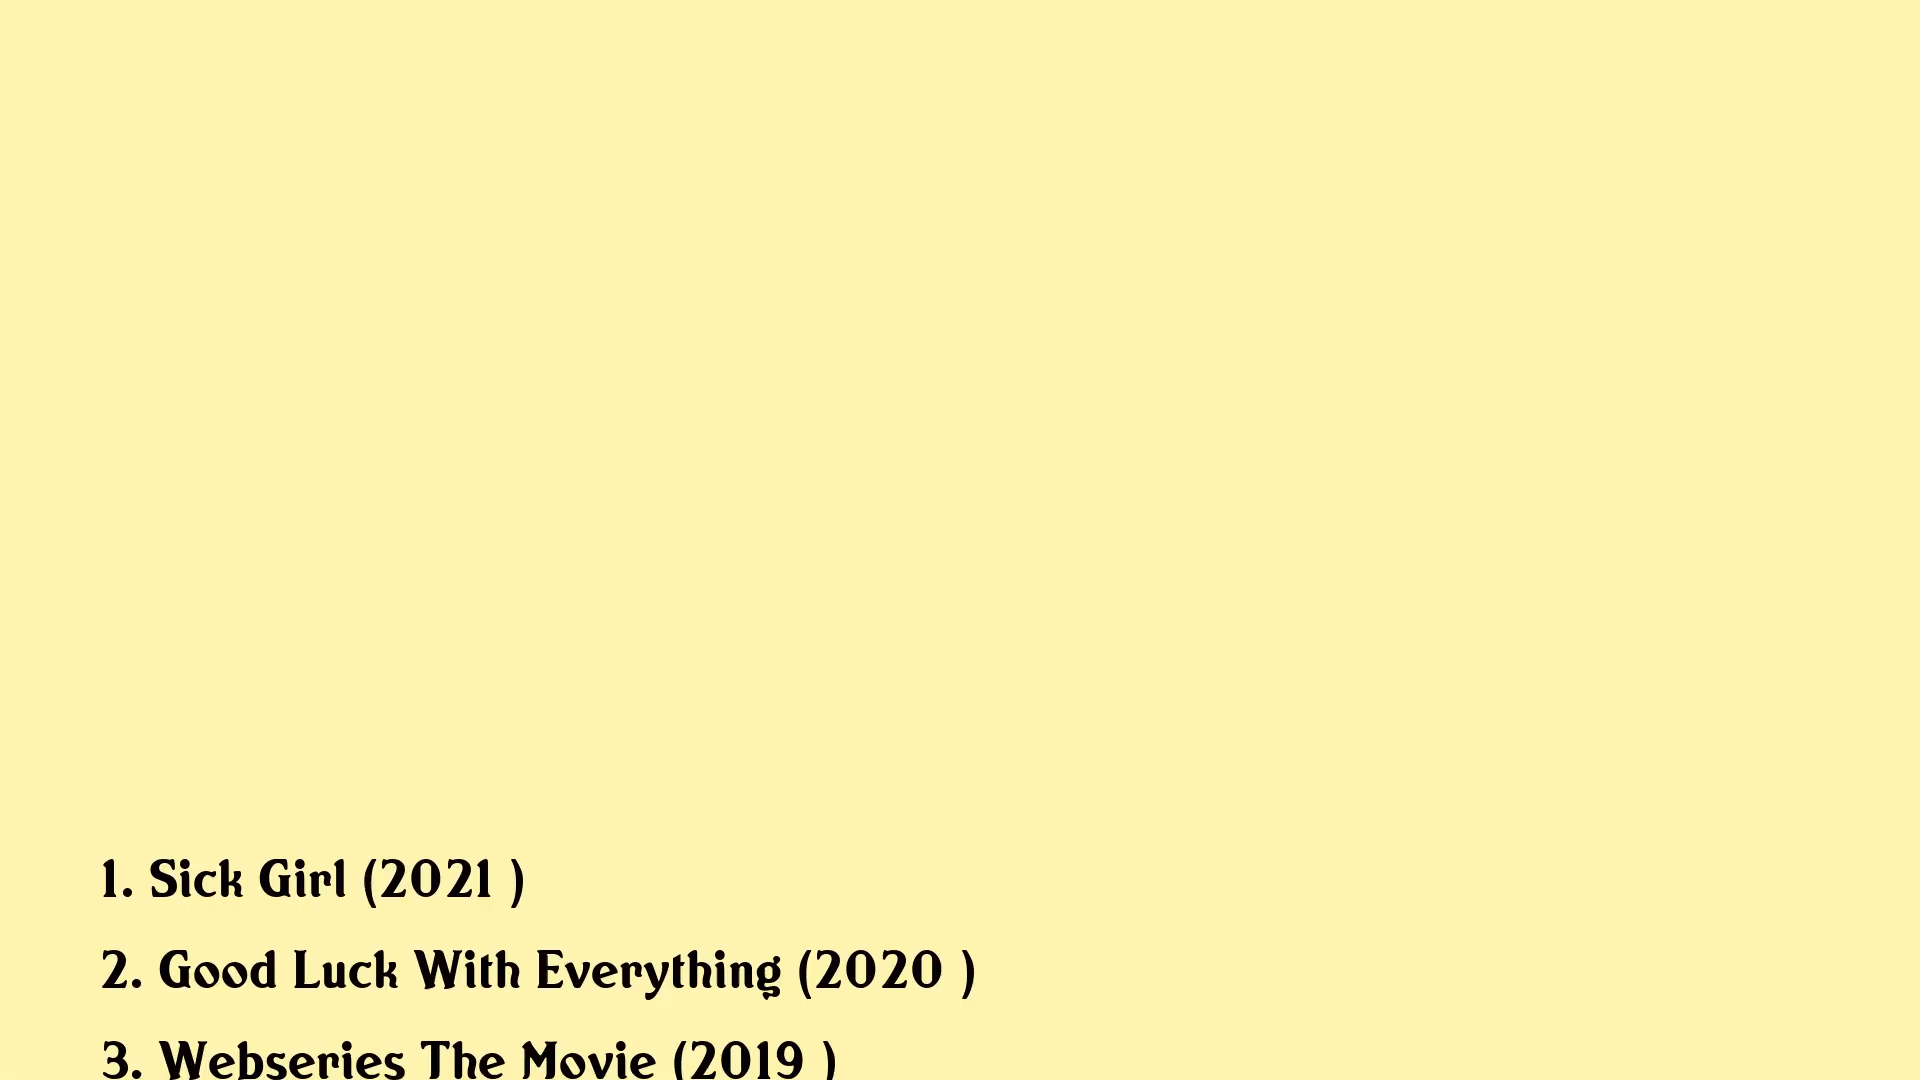 1. Sick Girl (2021 )
2. Good Luck With Everything (2020 )
3. Webseries The Movie (2019 )